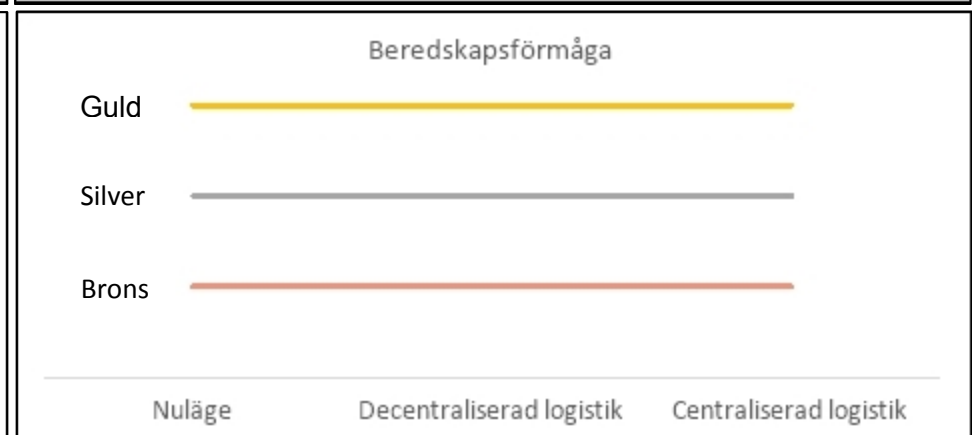 Beredskapsförmåga
Guld
Silver
Brons
Nuläge Decentraliserad logistik Centraliserad logistik